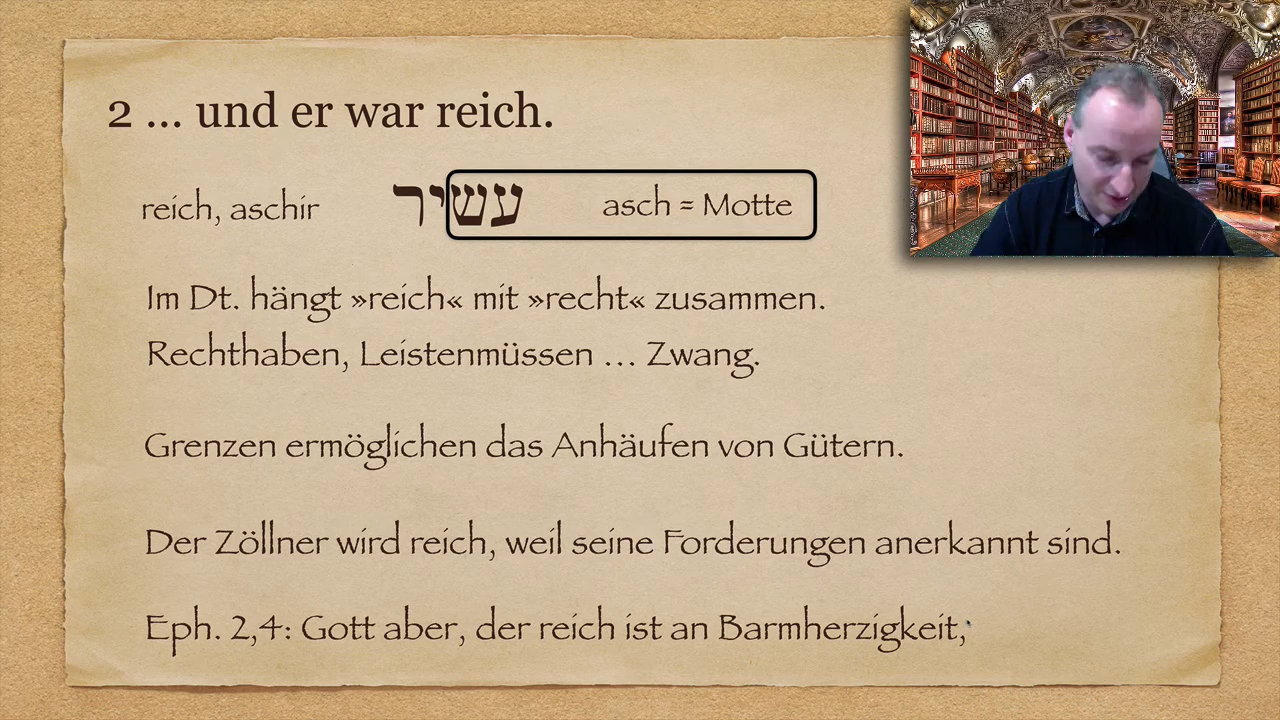 2 ... und er war reich.
reich, aschir עשיר asch = Motte
Im Dt. hängt »reich« mit »recht« zusammen.
Rechthaben, Leistenmüssen ... Zwang.
Grenzen ermöglichen das Anhäufen von Gütern.
Der Zöllner wird reich, weil seine Forderungen anerkannt sind.
Eph. 2,4: Gott aber, der reich ist an Barmherzigkeit,